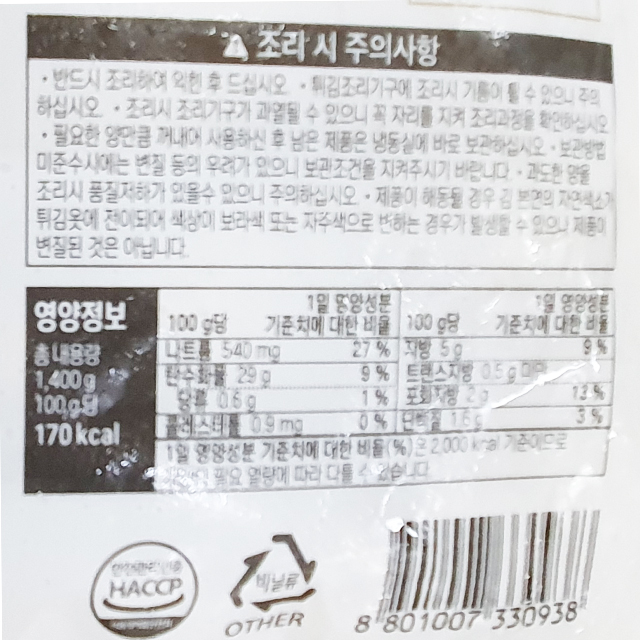 조리 시 주의사항
· 반드시 조리하여 익힌 후 드십시오 · 튀김조리기구에 조리시 기름이 튈 수 있으니 주의
하십시오 · 조리시 조리기구가 과열될 수 있으니 꼭 자리를 지켜 조리과정을 확인하십시오
· 필요한 양만큼 꺼내어 사용하신 후 남은 제품은 냉동실에 바로 보관하십시오 · 보관방법
미준수시에는 변질 등의 우려가 있으니 보관조건을 지켜주시기 바랍니다 · 과도한 양을
조리시 품질저하가 있을수 있으니 주의하십시오 · 제품이 해동될 경우 김 본연의 자주색소가
튀김옷에 전이되어 색상이 보라색 또는 자주색으로 변하는 경우가 발생할 수 있으나 제품이
변질된 것은 아닙니다.
영양정보
총 내용량
1,400 g
100 g당
170 kcal
100 g당 1일 영양성분 기준치에 대한 비율
100 g당 1일 영양성분 기준치에 대한 비율
나트륨 540 mg 27 % 지방 5 g 9 %
탄수화물 29 g 9 % 트랜스지방 0.5 g 미만
당류 0.6 g 1 % 포화지방 2 g 13 %
콜레스테롤 0.9 mg 0 % 단백질 1.5 g 3 %
1일 영양성분 기준치에 대한 비율(%)은 2,000 kcal 기준이므로
필요 열량에 따라 다를 수 있습니다.
HACCP
비닐류
OTHER
8 801007 330938